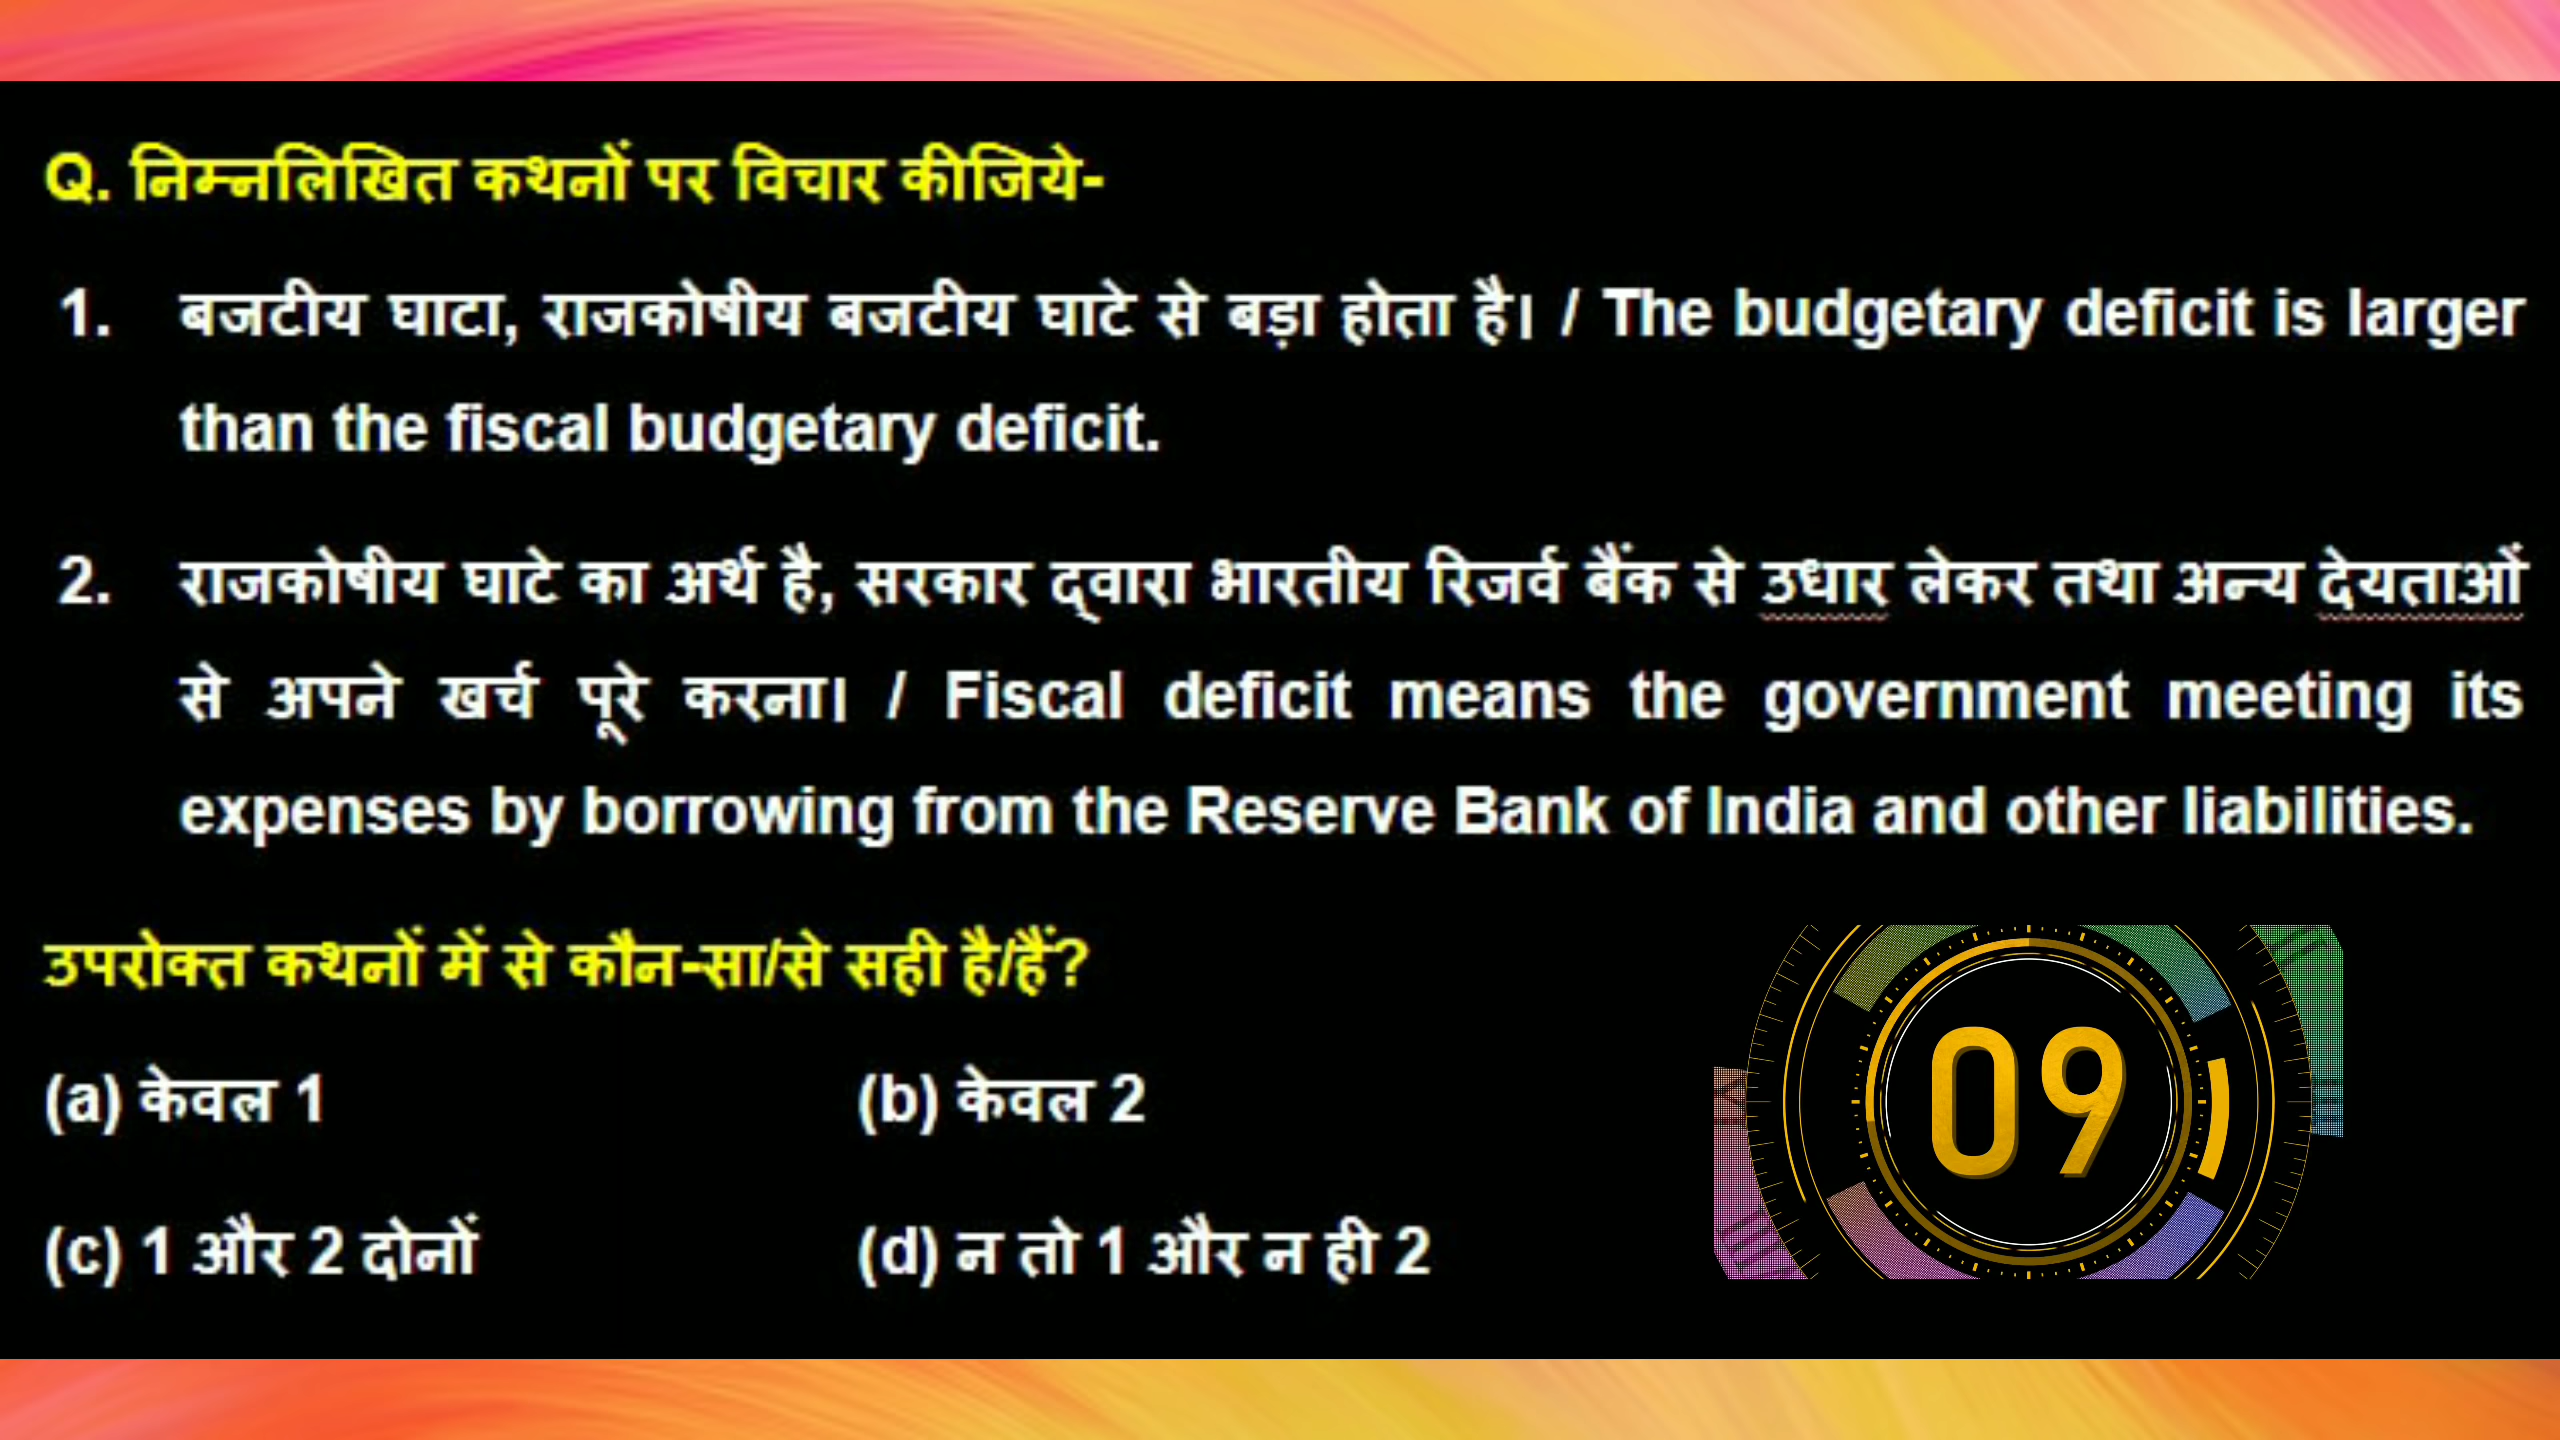 Q. निम्नलिखित कथनों पर विचार कीजिये-
1. बजटीय घाटा, राजकोषीय बजटीय घाटे से बड़ा होता है। / The budgetary deficit is larger
than the fiscal budgetary deficit.
2. राजकोषीय घाटे का अर्थ है, सरकार द्वारा भारतीय रिजर्व बैंक से उधार लेकर तथा अन्य देयताओं
से अपने खर्च पूरे करना। / Fiscal deficit means the government meeting its
expenses by borrowing from the Reserve Bank of India and other liabilities.
उपरोक्त कथनों में से कौन-सा/से सही है/हैं?
(a) केवल 1 (b) केवल 2
09
(c) 1 और 2 दोनों (d) न तो 1 और न ही 2